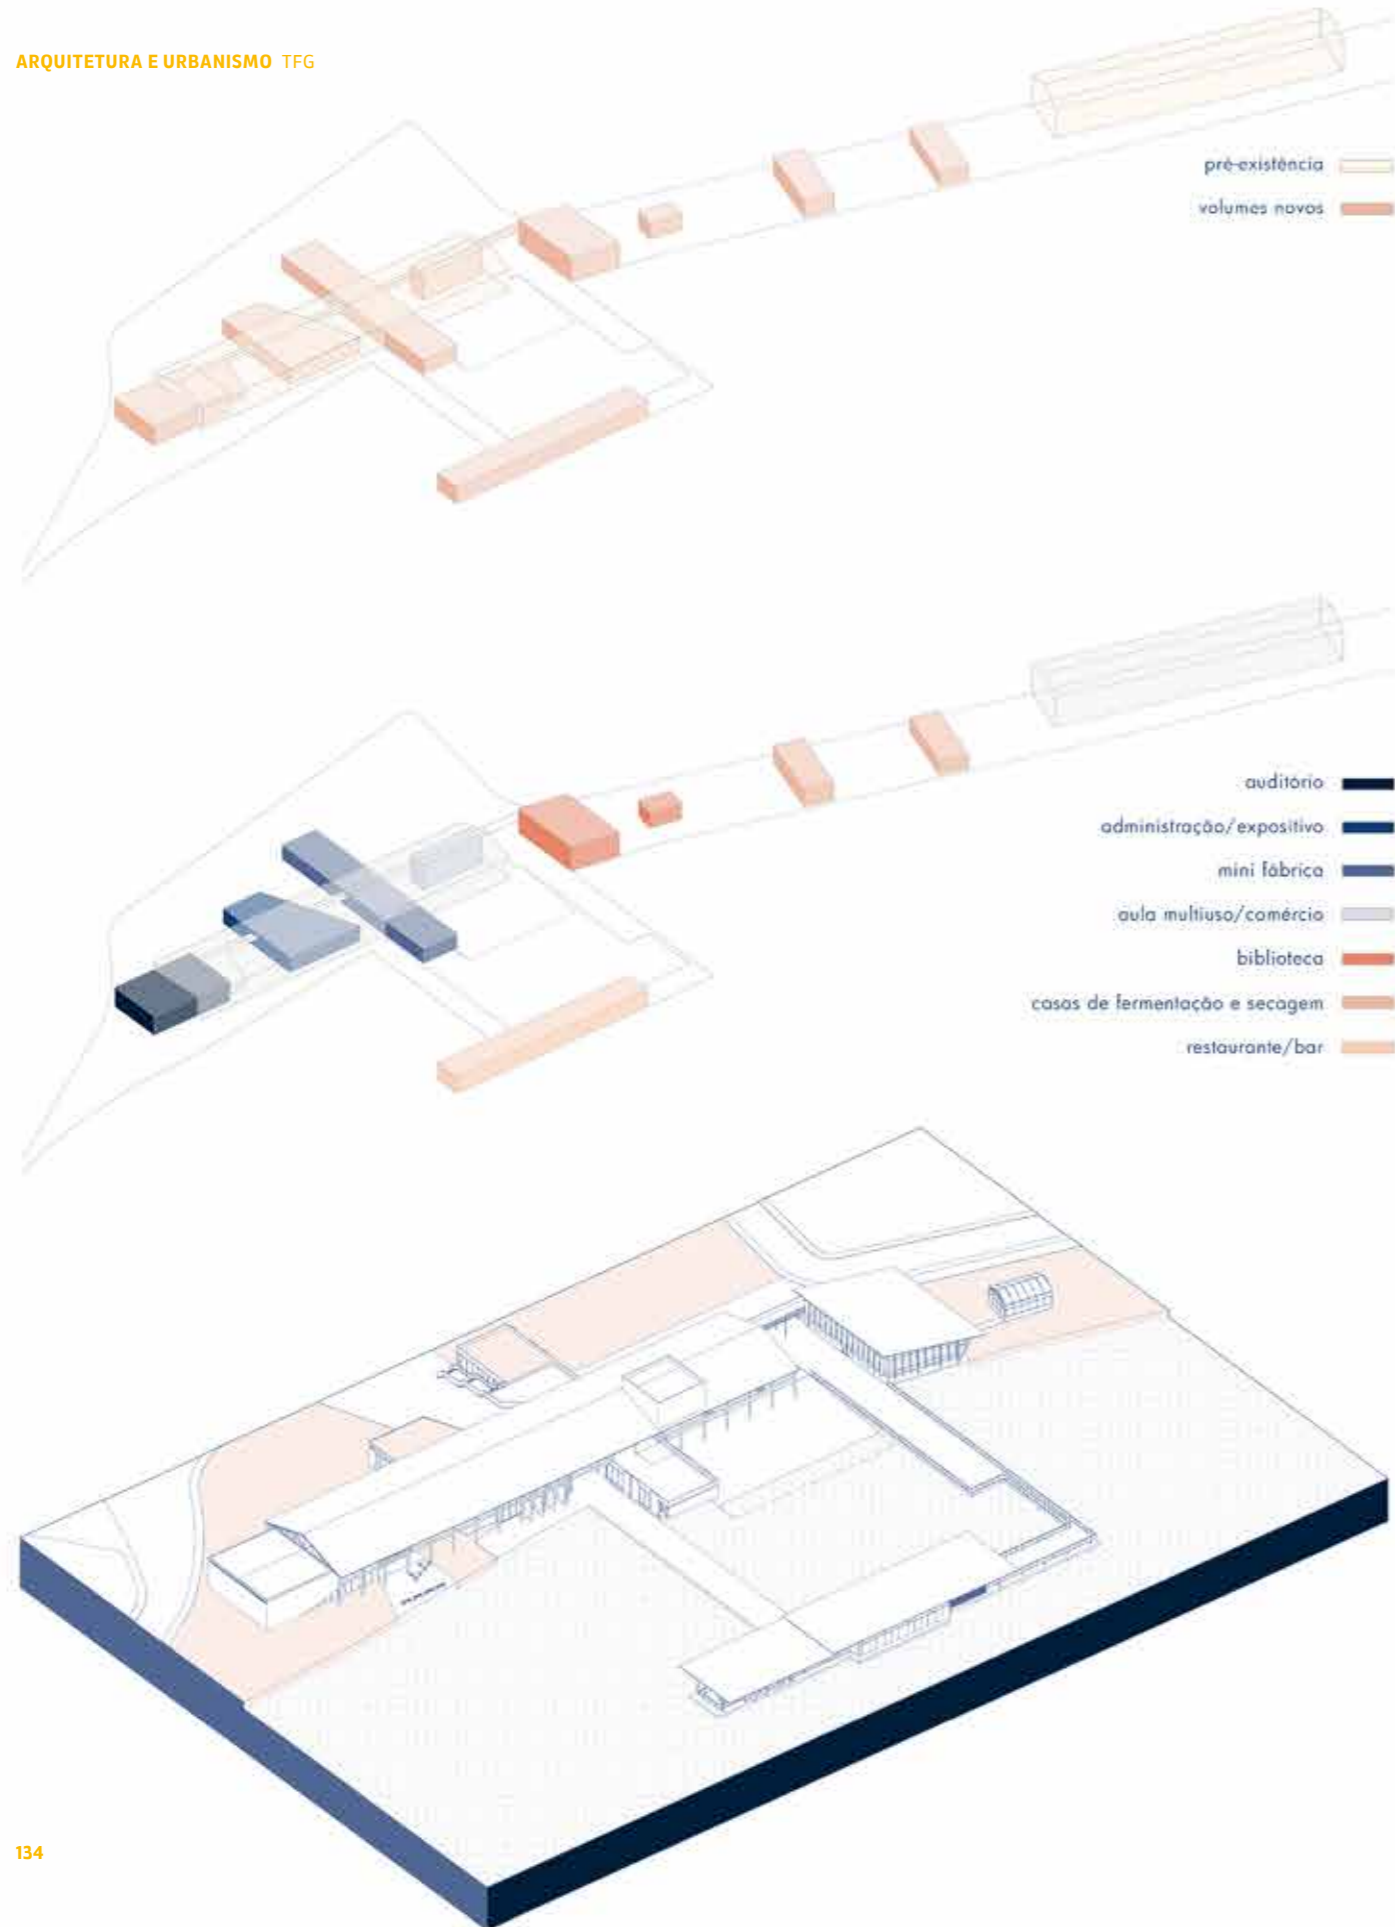 ARQUITETURA E URBANISMO TFG
pré-existência
volumes novos
auditório
administração/expositivo
mini fábrica
aula multiuso/comércio
biblioteca
casas de fermentação e secagem
restaurante/bar
134